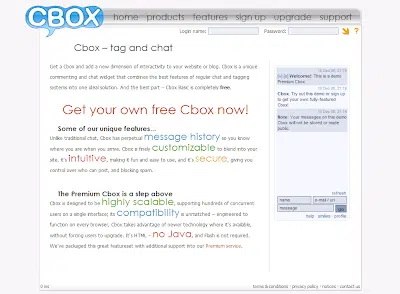 CBOX
home products features sign up upgrade support
Login name: Password: ?
Cbox – tag and chat
Get a Cbox and add a new dimension of interactivity to your website or blog. Cbox is a unique
commenting and chat widget that combine the best features of regular chat and tagging
systems into one ideal solution. And the best part – Cbox Basic is completely free.
Get your own free Cbox now!
Some of our unique features...
Unlike traditional chat, Cbox has perpetual message history so you know
where you are when you arrive. Cbox is finely customizable to blend into your
site, it's intuitive, making it fun and easy to use, and it's secure, giving you
control over who can post, and blocking spam.
The Premium Cbox is a step above
Cbox is designed to be highly scalable, supporting hundreds of concurrent
users on a single interface; its compatibility is unmatched – engineered to
function on every browser, Cbox takes advantage of newer technology where it's available,
without forcing users to upgrade. It's HTML – no Java, and Flash is not required.
We've packaged this great featureset with additional support into our Premium service.
Welcome! This is a demo
Premium Cbox.
Cbox: Try out this demo or sign up
to get your own fully-featured
Cbox
Note: Your messages on this demo
Cbox will not be stored or made
public.
refresh
name e-mail / url
message go
help smilies profile
terms & conditions privacy policy notices contact us